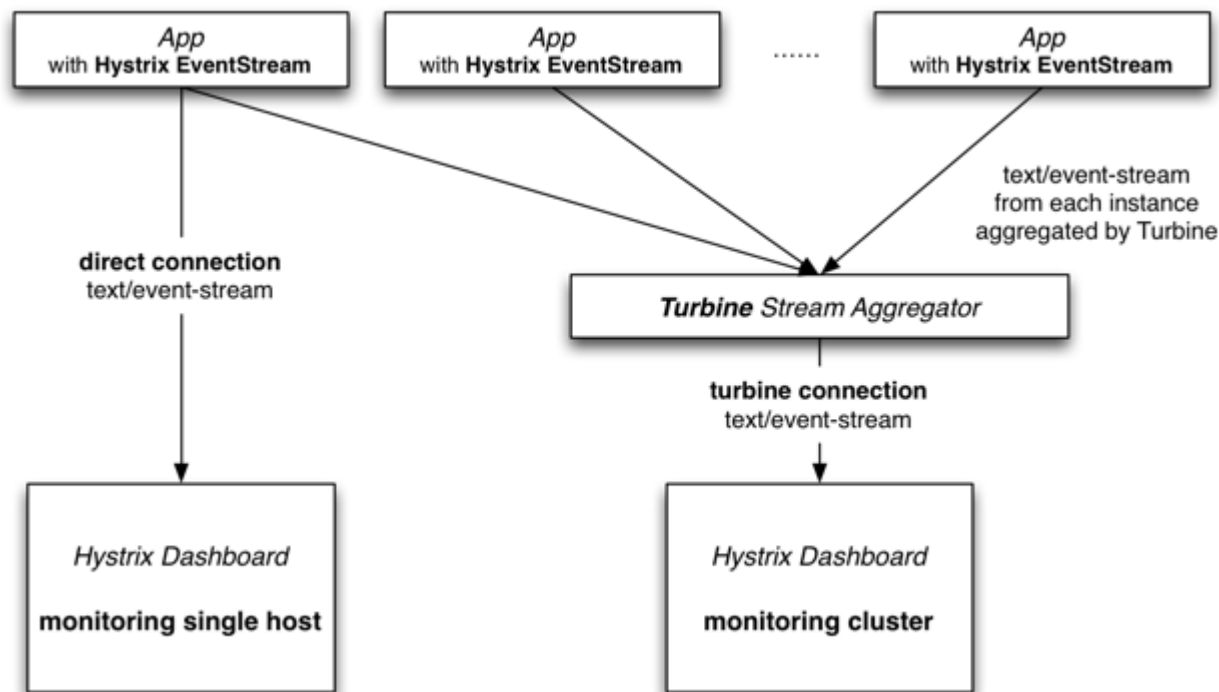 App
with Hystrix EventStream
App
with Hystrix EventStream
......
App
with Hystrix EventStream
text/event-stream
from each instance
aggregated by Turbine
direct connection
text/event-stream
Turbine Stream Aggregator
turbine connection
text/event-stream
Hystrix Dashboard
monitoring single host
Hystrix Dashboard
monitoring cluster